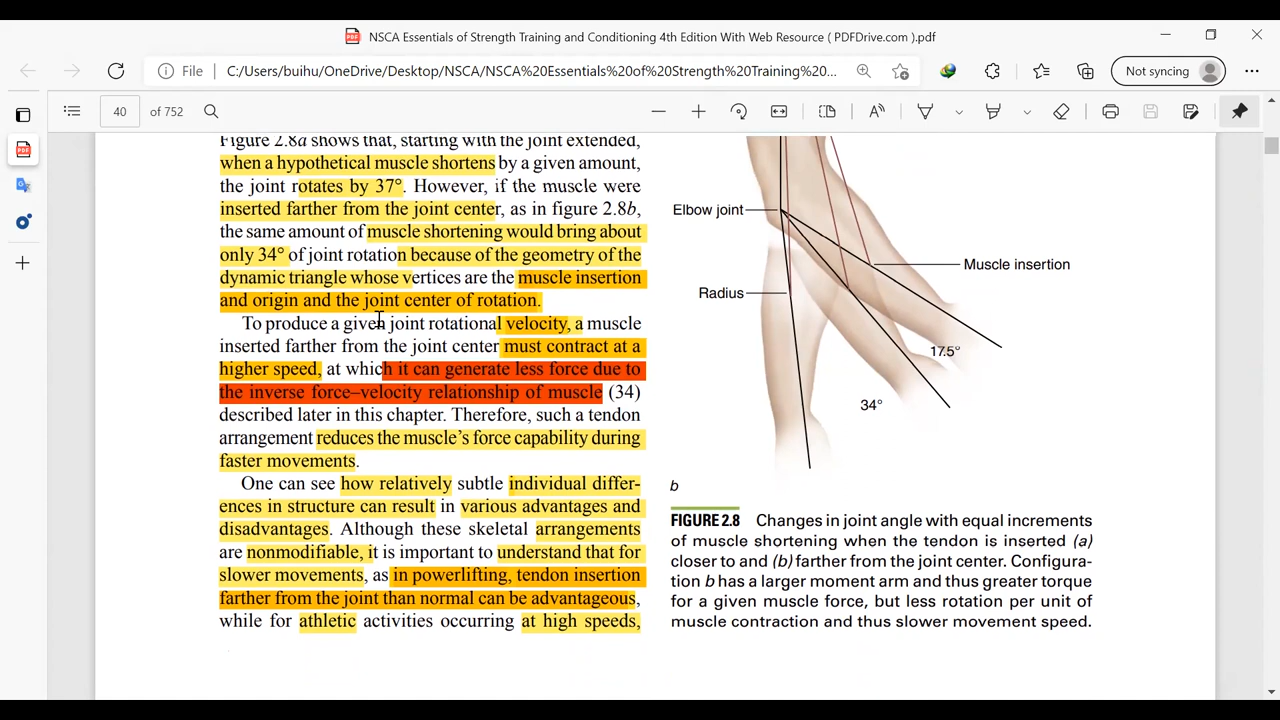 NSCA Essentials of Strength Training and Conditioning 4th Edition With Web Resource ( PDFDrive.com ).pdf
File
C:/Users/buihu/OneDrive/Desktop/NSCA/NSCA%20Essentials%20of%20Strength%20Training%20...
Not syncing
40 of 752
Figure 2.8a shows that, starting with the joint extended,
when a hypothetical muscle shortens by a given amount,
the joint rotates by 37°. However, if the muscle were
inserted farther from the joint center, as in figure 2.8b,
the same amount of muscle shortening would bring about
only 34° of joint rotation because of the geometry of the
dynamic triangle whose vertices are the muscle insertion
and origin and the joint center of rotation.
To produce a given joint rotational velocity, a muscle
inserted farther from the joint center must contract at a
higher speed, at which it can generate less force due to
the inverse force–velocity relationship of muscle (34)
described later in this chapter. Therefore, such a tendon
arrangement reduces the muscle's force capability during
faster movements.
One can see how relatively subtle individual differ-
ences in structure can result in various advantages and
disadvantages. Although these skeletal arrangements
are nonmodifiable, it is important to understand that for
slower movements, as in powerlifting, tendon insertion
farther from the joint than normal can be advantageous,
while for athletic activities occurring at high speeds,
Elbow joint
Muscle insertion
Radius
17.5°
34°
b
FIGURE 2.8 Changes in joint angle with equal increments
of muscle shortening when the tendon is inserted (a)
closer to and (b) farther from the joint center. Configura-
tion b has a larger moment arm and thus greater torque
for a given muscle force, but less rotation per unit of
muscle contraction and thus slower movement speed.